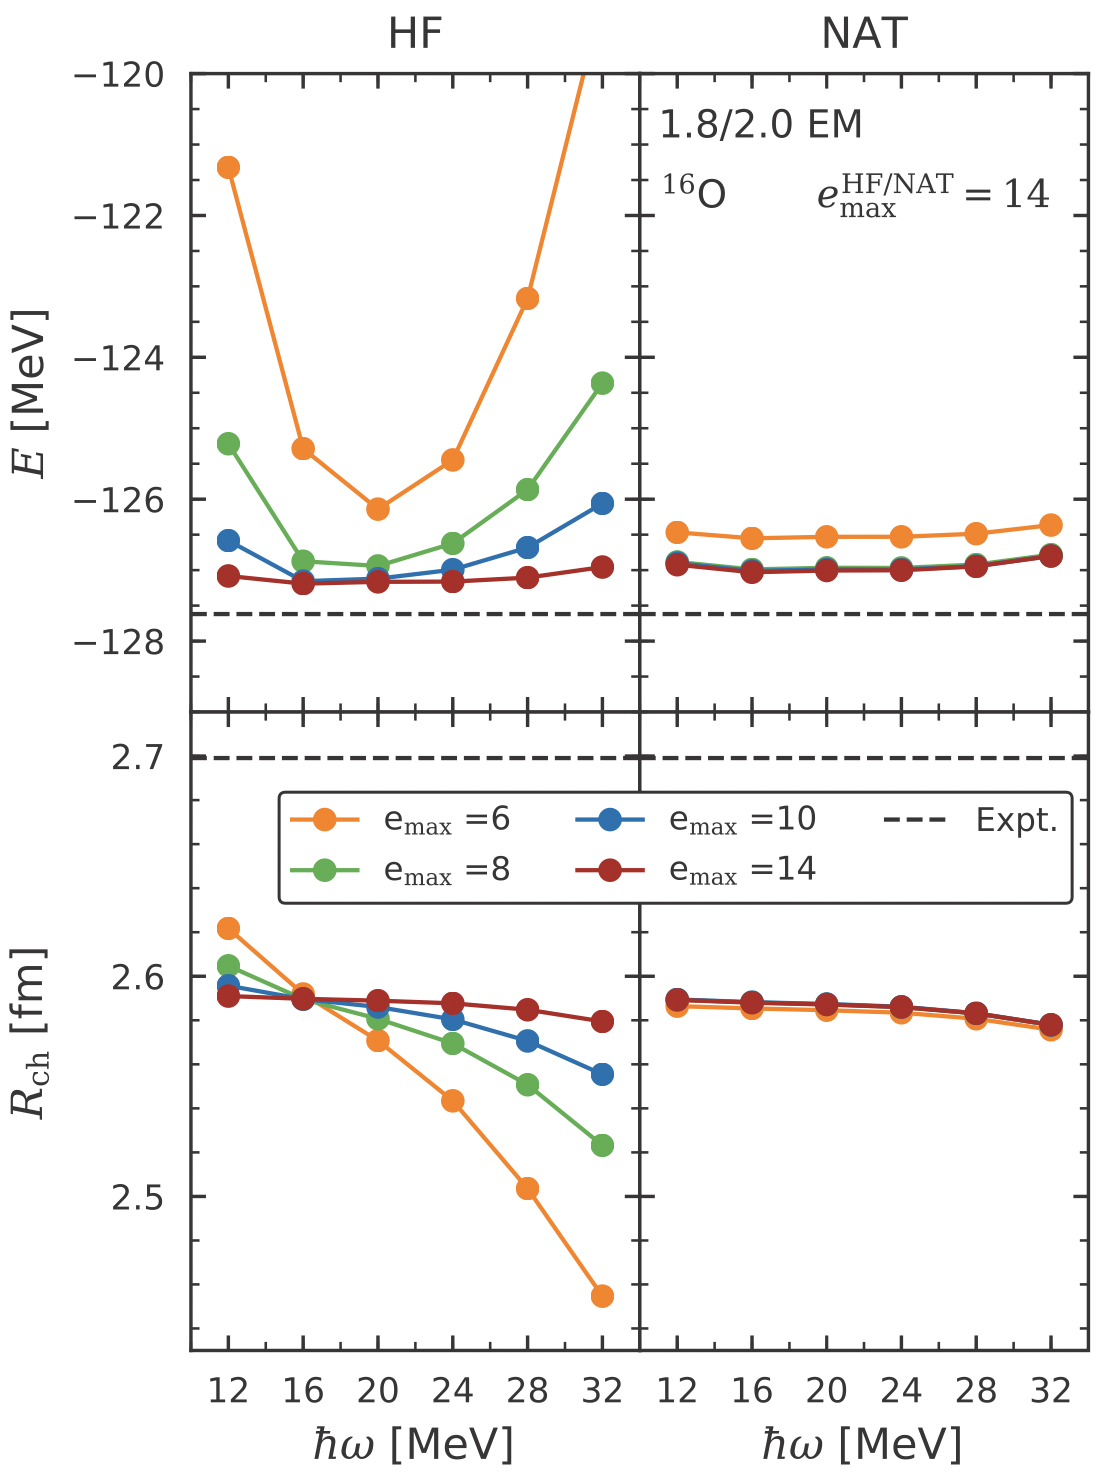 HF NAT
−120
−122
−124
−126
−128
E [MeV]
1.8/2.0 EM
¹⁶O e_max^HF/NAT = 14
2.7
2.6
2.5
R_ch [fm]
e_max =6 e_max =10 Expt.
e_max =8 e_max =14
12 16 20 24 28 32 12 16 20 24 28 32
ħω [MeV] ħω [MeV]